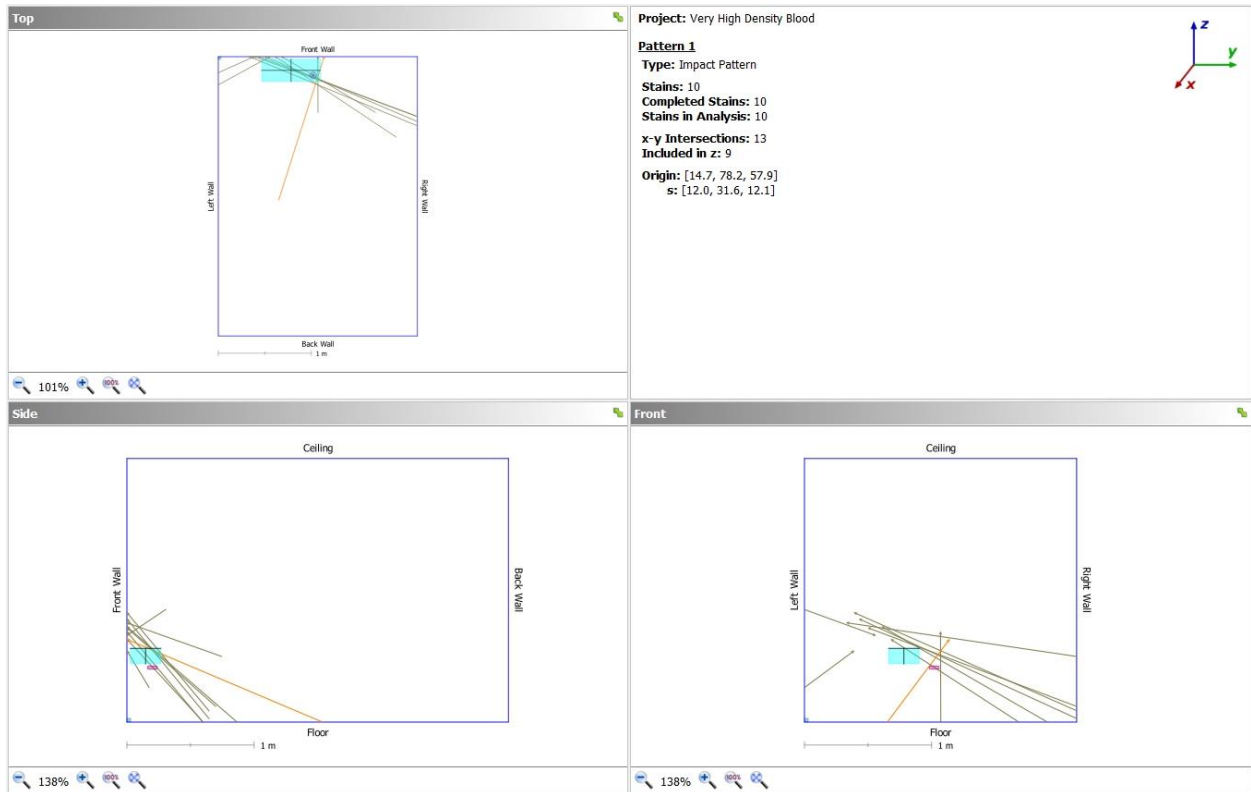 Top
Front Wall
Left Wall
Right Wall
Back Wall
1 m
101%
100%
Project: Very High Density Blood
Pattern 1
Type: Impact Pattern
Stains: 10
Completed Stains: 10
Stains in Analysis: 10
x-y Intersections: 13
Included in z: 9
Origin: [14.7, 78.2, 57.9]
s: [12.0, 31.6, 12.1]
z
y
x
Side
Ceiling
Front Wall
Back Wall
Floor
1 m
138%
100%
Front
Ceiling
Left Wall
Right Wall
Floor
1 m
138%
100%